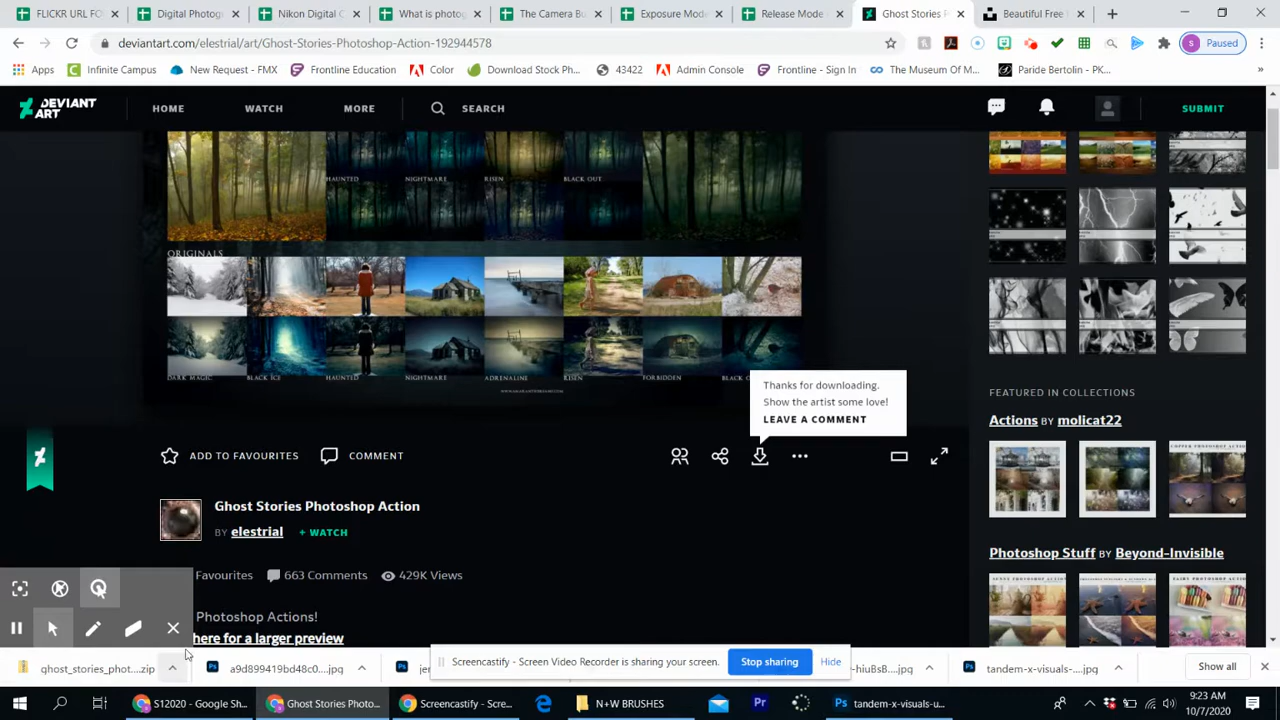 FLICKR URL FO
Digital Photog
Nikon Digital C
What is photog
The Camera Bu
Exposure Mode
Release Mode
Ghost Stories P
Beautiful Free
deviantart.com/elestrial/art/Ghost-Stories-Photoshop-Action-192944578
S Paused
Apps
Infinite Campus
New Request - FMX
Frontline Education
Color
Download Stock Ph...
43422
Admin Console
Frontline - Sign In
The Museum Of M...
Paride Bertolin - PK...
DEVIANT
ART
HOME
WATCH
MORE
SEARCH
SUBMIT
HAUNTED
NIGHTMARE
RISEN
BLACK OUT
ORIGINALS
DARK MAGIC
BLACK ICE
HAUNTED
NIGHTMARE
ADRENALINE
RISEN
FORBIDDEN
Thanks for downloading.
Show the artist some love!
LEAVE A COMMENT
FEATURED IN COLLECTIONS
Actions BY molicat22
ADD TO FAVOURITES
COMMENT
Ghost Stories Photoshop Action
BY elestrial + WATCH
Photoshop Stuff BY Beyond-Invisible
Favourites 663 Comments 429K Views
Photoshop Actions!
here for a larger preview
ghost_stories_phot....zip
a9d899419bd48c0....jpg
Screencastify - Screen Video Recorder is sharing your screen.
Stop sharing
Hide
-hiuBsB....jpg
tandem-x-visuals-....jpg
Show all
S12020 - Google Sh...
Ghost Stories Photo...
Screencastify - Scre...
N+W BRUSHES
tandem-x-visuals-u...
9:23 AM
10/7/2020